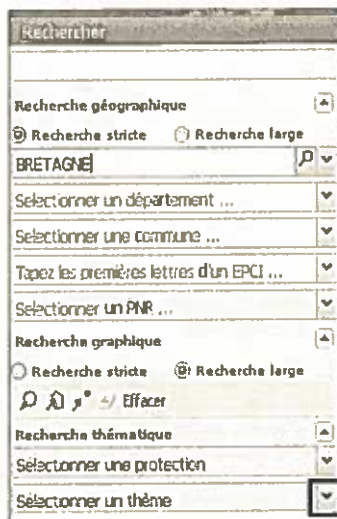 Rechercher
Recherche géographique
Recherche stricte Recherche large
BRETAGNE
Sélectionner un département ...
Sélectionner une commune ...
Tapez les premières lettres d'un EPCI ...
Sélectionner un PNR ...
Recherche graphique
Recherche stricte Recherche large
Effacer
Recherche thématique
Sélectionner une protection
Sélectionner un thème